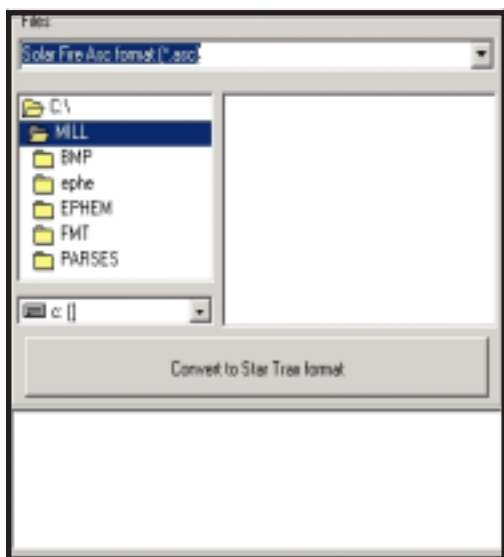 Files
Solar Fire Asc format (*.asc)
C:\
MILL
BMP
ephe
EPHEM
FMT
PARSES
c: []
Convert to Star Trax format